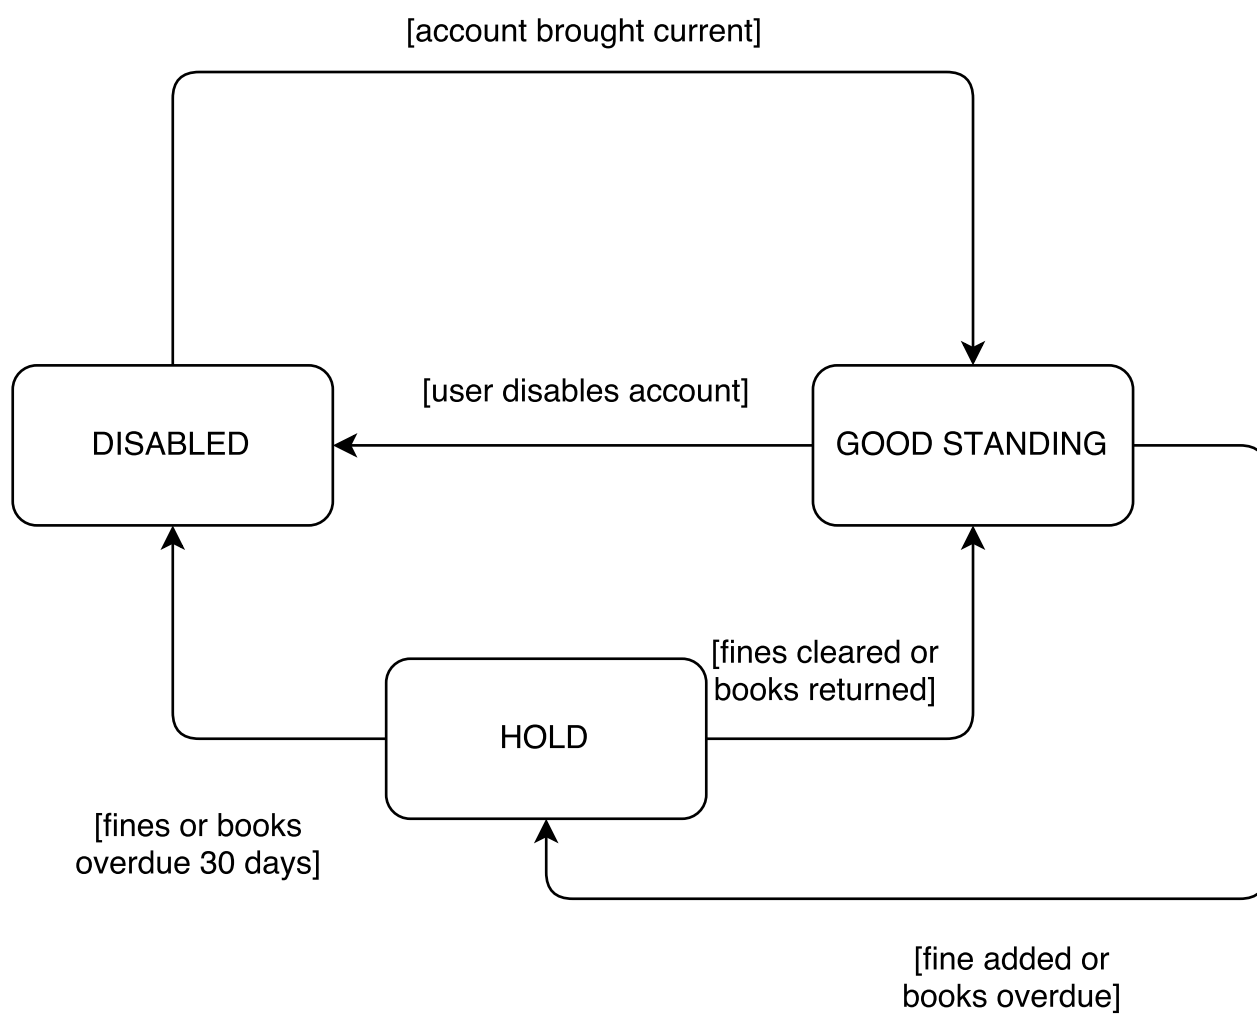 [account brought current]
[user disables account]
DISABLED
GOOD STANDING
[fines cleared or
books returned]
HOLD
[fines or books
overdue 30 days]
[fine added or
books overdue]